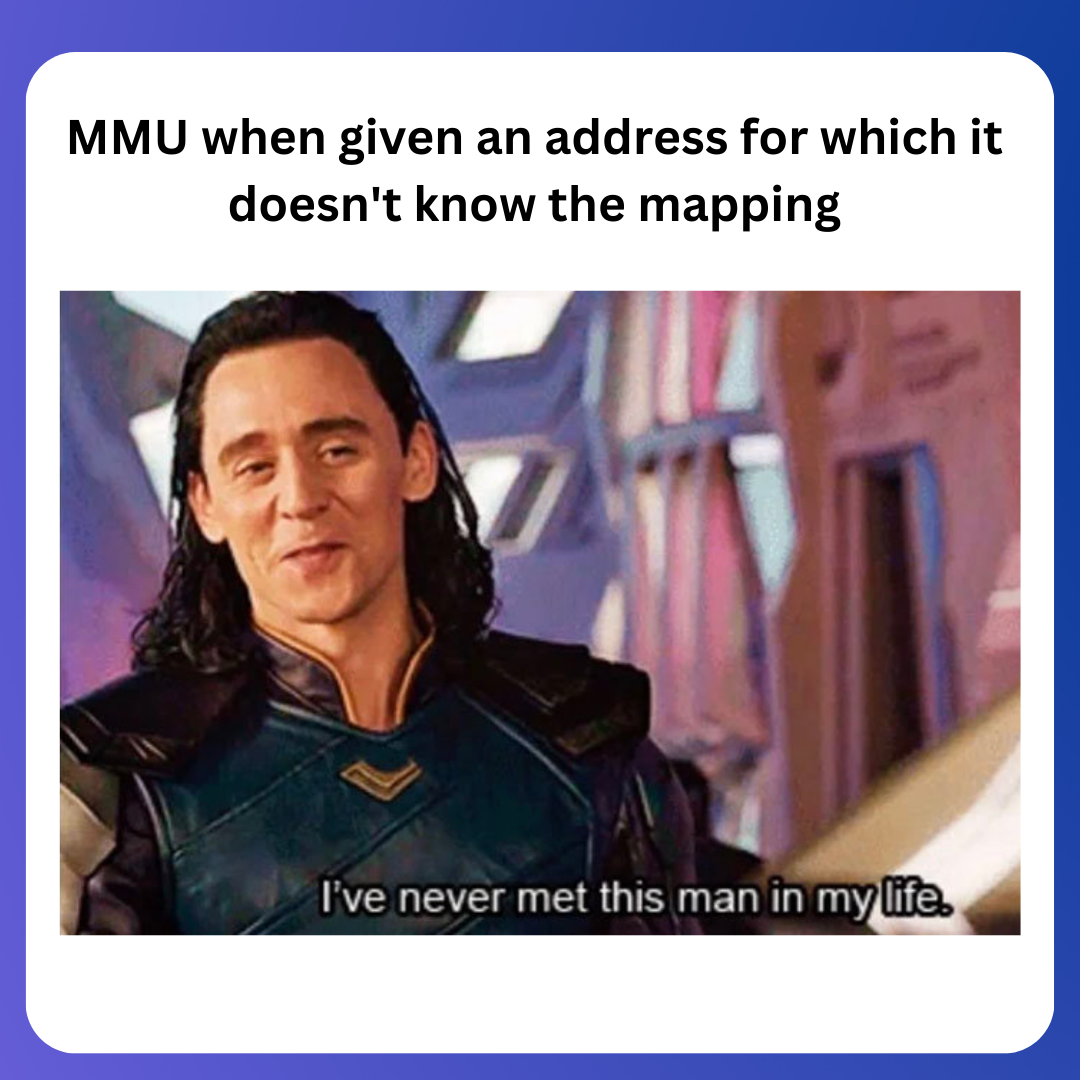 MMU when given an address for which it
doesn't know the mapping
I've never met this man in my life.